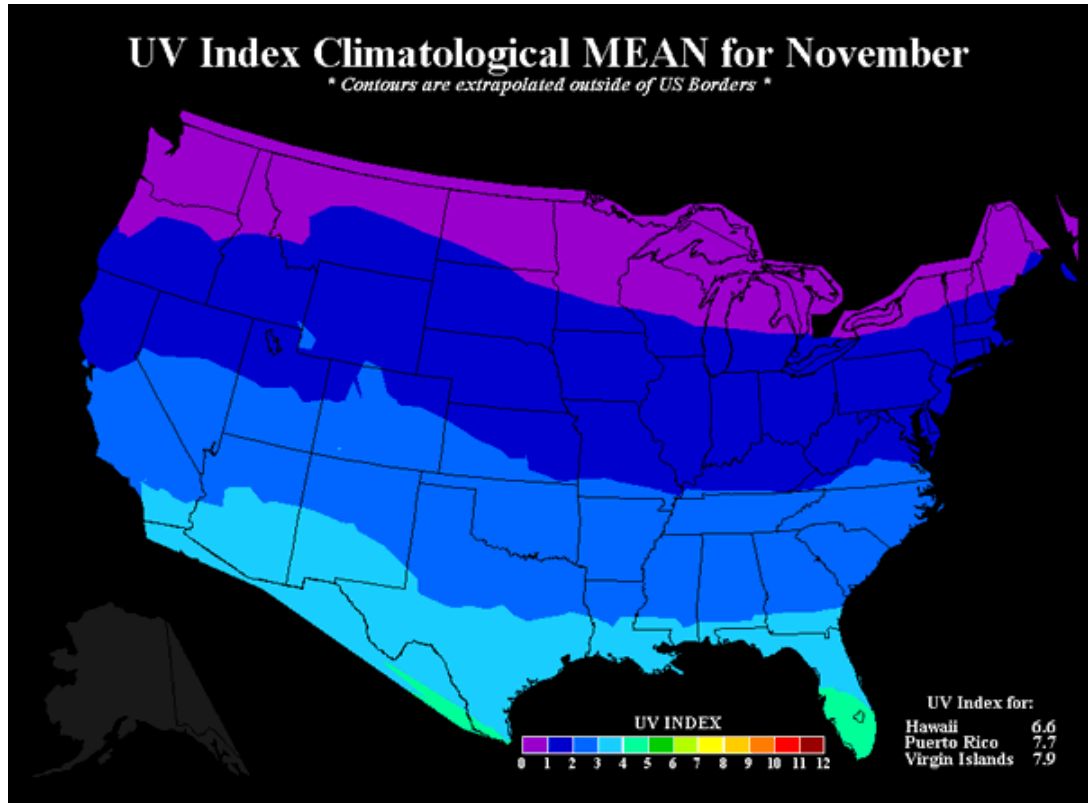 UV Index Climatological MEAN for November
* Contours are extrapolated outside of US Borders *
UV Index for:
Hawaii 6.6
Puerto Rico 7.7
Virgin Islands 7.9
UV INDEX
0 1 2 3 4 5 6 7 8 9 10 11 12